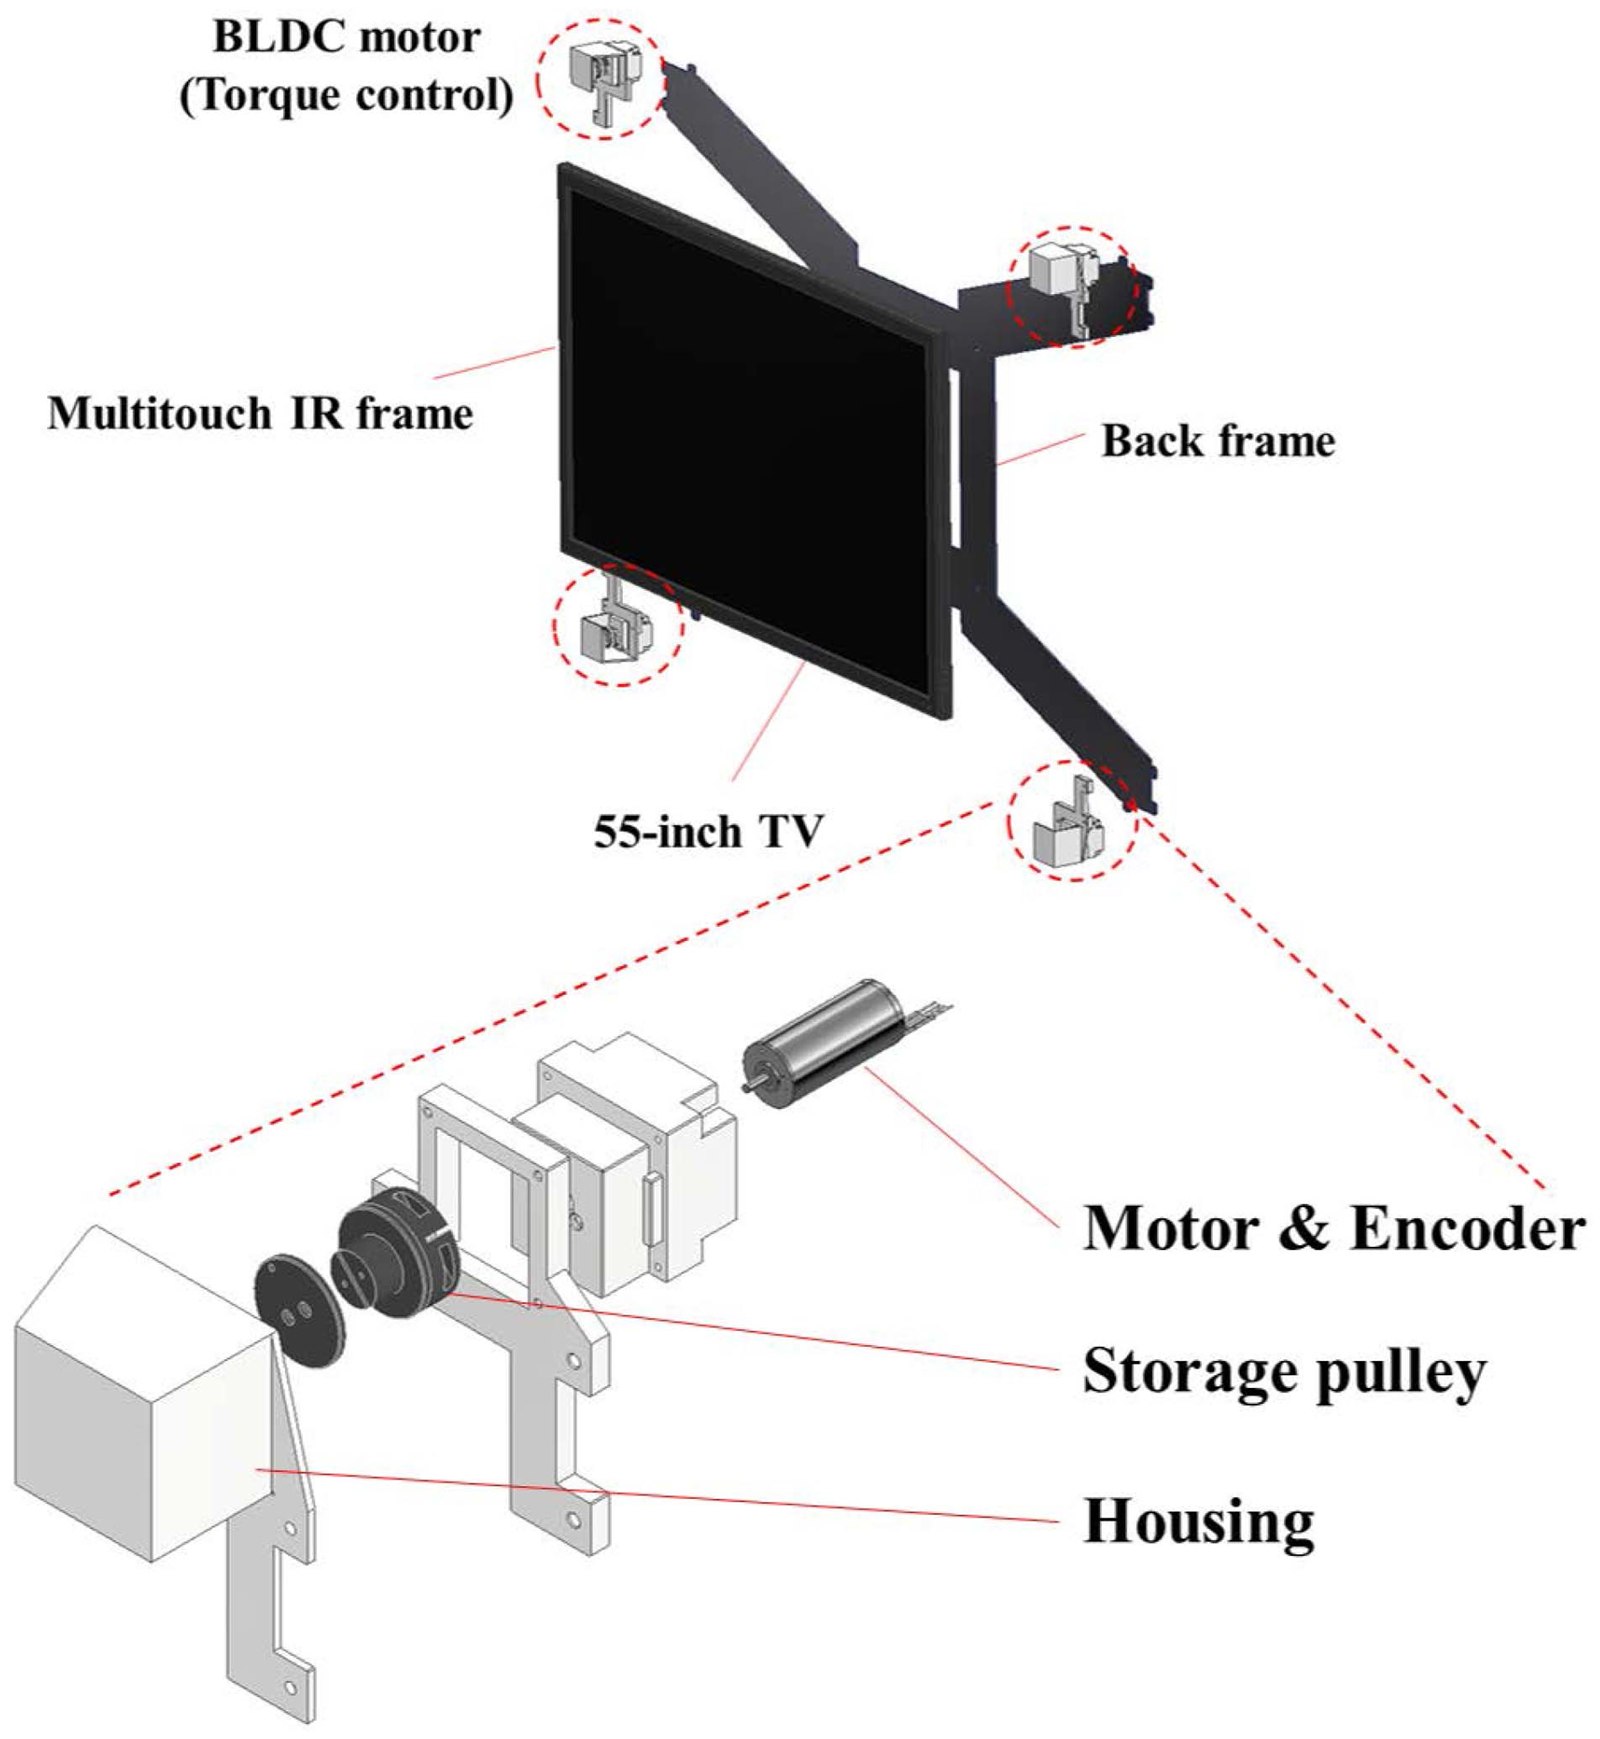 BLDC motor
(Torque control)
Multitouch IR frame
Back frame
55-inch TV
Motor & Encoder
Storage pulley
Housing